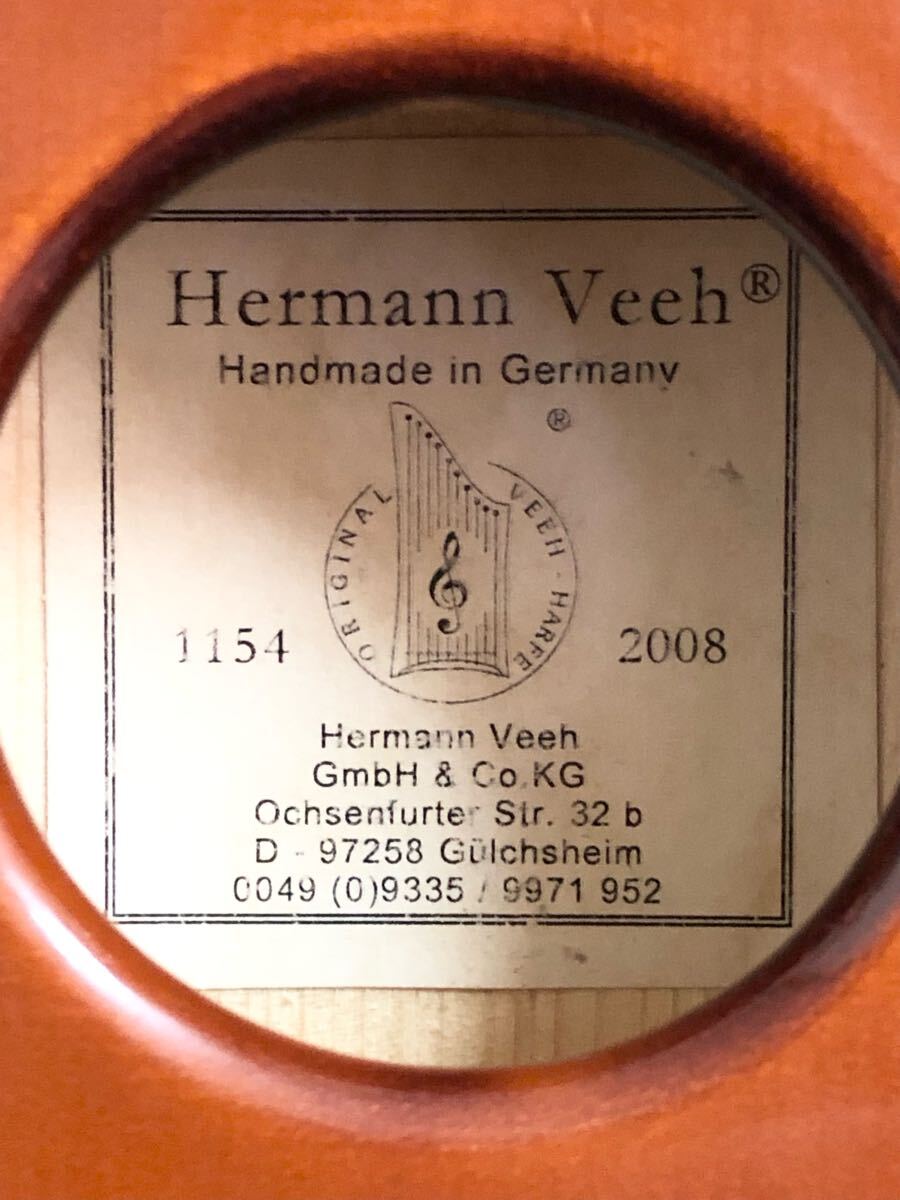 Hermann Veeh®
Handmade in Germany
®
ORIGINAL VEEH-HARFE
1154
2008
Hermann Veeh
GmbH & Co.KG
Ochsenfurter Str. 32 b
D - 97258 Gülchsheim
0049 (0)9335 / 9971 952